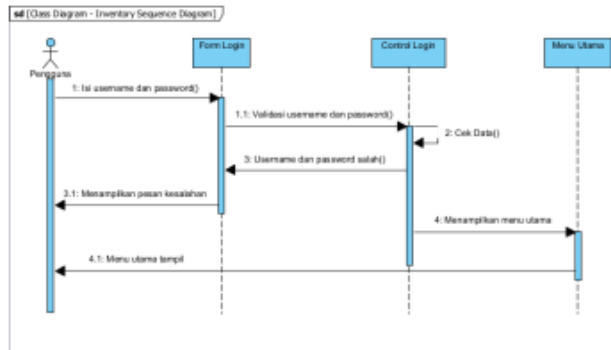 sd [Class Diagram - Inventory Sequence Diagram]
Form Login
Control Login
Menu Utama
Pengguna
1: Isi username dan password()
1.1: Validasi username dan password()
2: Cek Data()
3: Username dan password salah()
3.1: Menampilkan pesan kesalahan
4: Menampilkan menu utama
4.1: Menu utama tampil